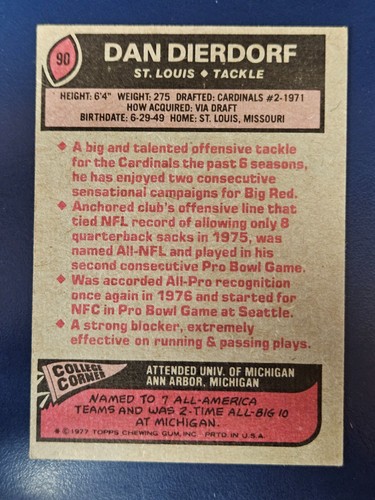 90
DAN DIERDORF
ST. LOUIS ◆ TACKLE
HEIGHT: 6'4" WEIGHT: 275 DRAFTED: CARDINALS #2-1971
HOW ACQUIRED: VIA DRAFT
BIRTHDATE: 6-29-49 HOME: ST. LOUIS, MISSOURI
◆ A big and talented offensive tackle
for the Cardinals the past 6 seasons,
he has enjoyed two consecutive
sensational campaigns for Big Red.
◆ Anchored club's offensive line that
tied NFL record of allowing only 8
quarterback sacks in 1975, was
named All-NFL and played in his
second consecutive Pro Bowl Game.
◆ Was accorded All-Pro recognition
once again in 1976 and started for
NFC in Pro Bowl Game at Seattle.
◆ A strong blocker, extremely
effective on running & passing plays.
COLLEGE
CORNER
ATTENDED UNIV. OF MICHIGAN
ANN ARBOR, MICHIGAN
NAMED TO 7 ALL-AMERICA
TEAMS AND WAS 2-TIME ALL-BIG 10
AT MICHIGAN.
* © 1977 TOPPS CHEWING GUM, INC. PRTD IN U.S.A.